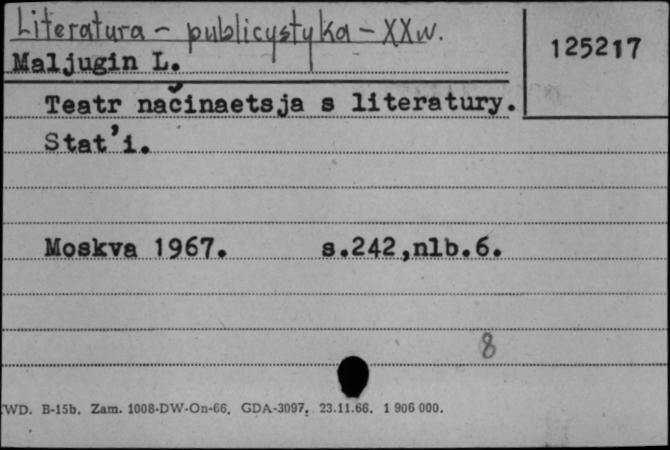 Literatura - publicystyka - XX w.
125217
Maljugin L.
Teatr načinaetsja s literatury.
Stat'i.
Moskva 1967. s.242,nlb.6.
8
WD. B-15b. Zam. 1008-DW-On-66. GDA-3097. 23.11.66. 1 906 000.